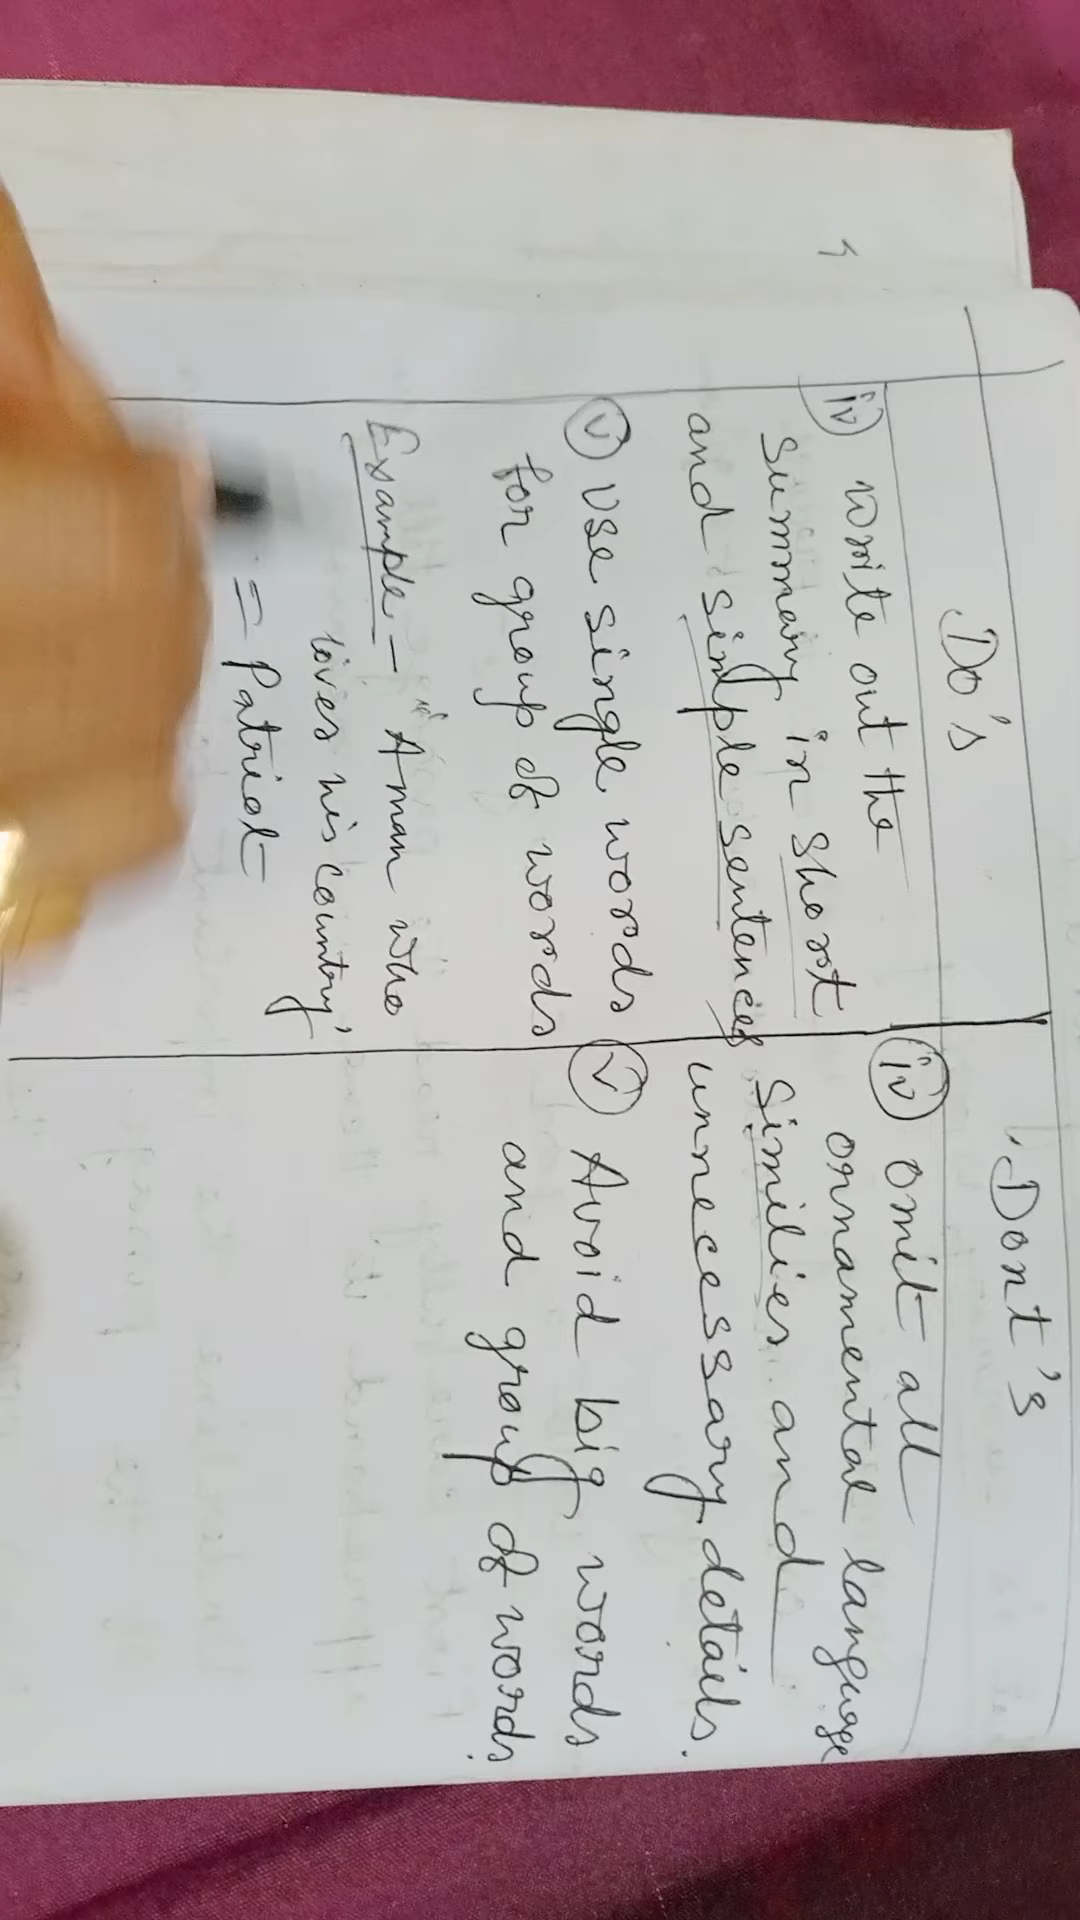 Do's
(iv) write out the
summary in short
and simple sentences
(v) Use single words
for group of words
Example - "A man who
loves his country"
= Patriot
Dont's
(iv) omit all
ornamental language
Similies and
unnecessary details.
(v) Avoid big words
and group of words.